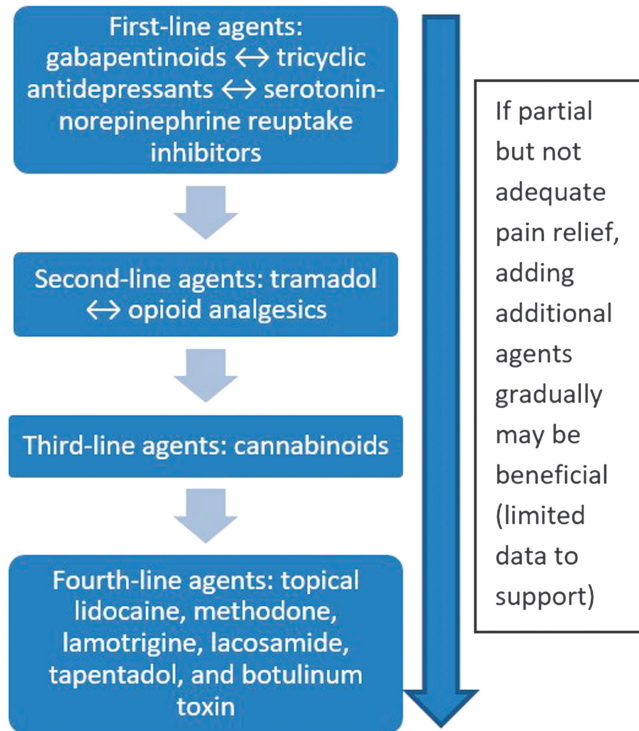 First-line agents:
gabapentinoids ↔ tricyclic
antidepressants ↔ serotonin-
norepinephrine reuptake
inhibitors
Second-line agents: tramadol
↔ opioid analgesics
Third-line agents: cannabinoids
Fourth-line agents: topical
lidocaine, methodone,
lamotrigine, lacosamide,
tapentadol, and botulinum
toxin
If partial
but not
adequate
pain relief,
adding
additional
agents
gradually
may be
beneficial
(limited
data to
support)